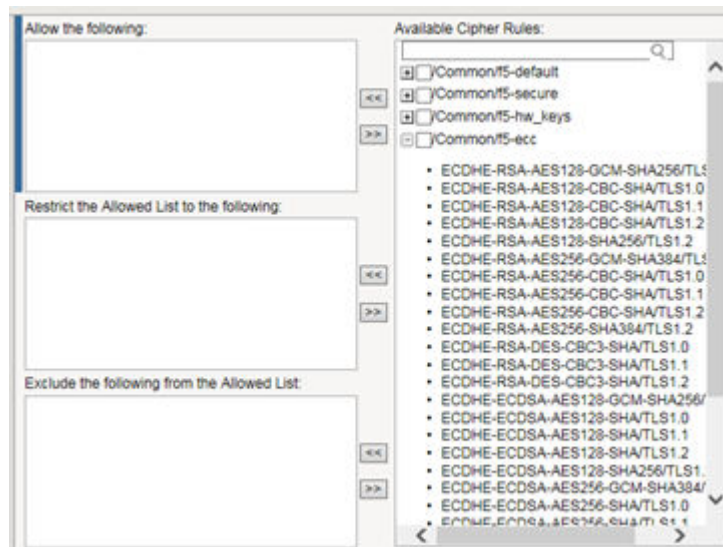 Allow the following:
Available Cipher Rules:
/Common/f5-default
<<
/Common/f5-secure
/Common/f5-hw_keys
>>
/Common/f5-ecc
ECDHE-RSA-AES128-GCM-SHA256/TLS
ECDHE-RSA-AES128-CBC-SHA/TLS1.0
Restrict the Allowed List to the following:
ECDHE-RSA-AES128-CBC-SHA/TLS1.1
ECDHE-RSA-AES128-CBC-SHA/TLS1.2
ECDHE-RSA-AES128-SHA256/TLS1.2
ECDHE-RSA-AES256-GCM-SHA384/TLS
<<
ECDHE-RSA-AES256-CBC-SHA/TLS1.0
ECDHE-RSA-AES256-CBC-SHA/TLS1.1
>>
ECDHE-RSA-AES256-CBC-SHA/TLS1.2
ECDHE-RSA-AES256-SHA384/TLS1.2
ECDHE-RSA-DES-CBC3-SHA/TLS1.0
ECDHE-RSA-DES-CBC3-SHA/TLS1.1
Exclude the following from the Allowed List:
ECDHE-RSA-DES-CBC3-SHA/TLS1.2
ECDHE-ECDSA-AES128-GCM-SHA256/
ECDHE-ECDSA-AES128-SHA/TLS1.0
ECDHE-ECDSA-AES128-SHA/TLS1.1
<<
ECDHE-ECDSA-AES128-SHA/TLS1.2
ECDHE-ECDSA-AES128-SHA256/TLS1.
>>
ECDHE-ECDSA-AES256-GCM-SHA384/
ECDHE-ECDSA-AES256-SHA/TLS1.0
ECDHE-ECDSA-AES256-SHA/TLS1.1